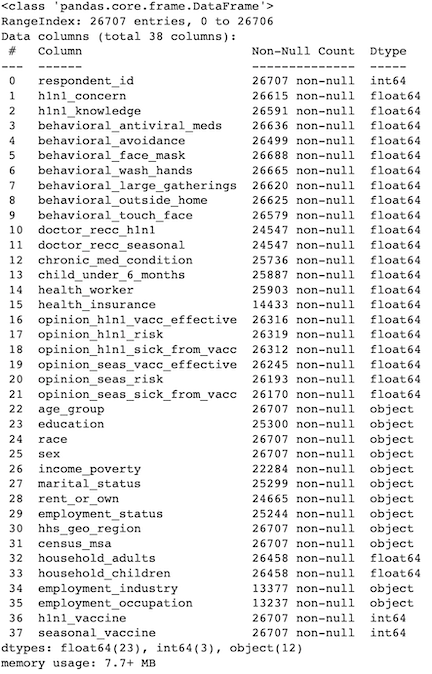 <class 'pandas.core.frame.DataFrame'>
RangeIndex: 26707 entries, 0 to 26706
Data columns (total 38 columns):
 #   Column                       Non-Null Count  Dtype
---  ------                       --------------  -----
 0   respondent_id                26707 non-null  int64
 1   h1n1_concern                 26615 non-null  float64
 2   h1n1_knowledge               26591 non-null  float64
 3   behavioral_antiviral_meds    26636 non-null  float64
 4   behavioral_avoidance         26499 non-null  float64
 5   behavioral_face_mask         26688 non-null  float64
 6   behavioral_wash_hands        26665 non-null  float64
 7   behavioral_large_gatherings  26620 non-null  float64
 8   behavioral_outside_home      26625 non-null  float64
 9   behavioral_touch_face        26579 non-null  float64
 10  doctor_recc_h1n1             24547 non-null  float64
 11  doctor_recc_seasonal         24547 non-null  float64
 12  chronic_med_condition        25736 non-null  float64
 13  child_under_6_months         25887 non-null  float64
 14  health_worker                25903 non-null  float64
 15  health_insurance             14433 non-null  float64
 16  opinion_h1n1_vacc_effective  26316 non-null  float64
 17  opinion_h1n1_risk            26319 non-null  float64
 18  opinion_h1n1_sick_from_vacc  26312 non-null  float64
 19  opinion_seas_vacc_effective  26245 non-null  float64
 20  opinion_seas_risk            26193 non-null  float64
 21  opinion_seas_sick_from_vacc  26170 non-null  float64
 22  age_group                    26707 non-null  object
 23  education                    25300 non-null  object
 24  race                         26707 non-null  object
 25  sex                          26707 non-null  object
 26  income_poverty               22284 non-null  object
 27  marital_status               25299 non-null  object
 28  rent_or_own                  24665 non-null  object
 29  employment_status            25244 non-null  object
 30  hhs_geo_region               26707 non-null  object
 31  census_msa                   26707 non-null  object
 32  household_adults             26458 non-null  float64
 33  household_children           26458 non-null  float64
 34  employment_industry          13377 non-null  object
 35  employment_occupation        13237 non-null  object
 36  h1n1_vaccine                 26707 non-null  int64
 37  seasonal_vaccine             26707 non-null  int64
dtypes: float64(23), int64(3), object(12)
memory usage: 7.7+ MB